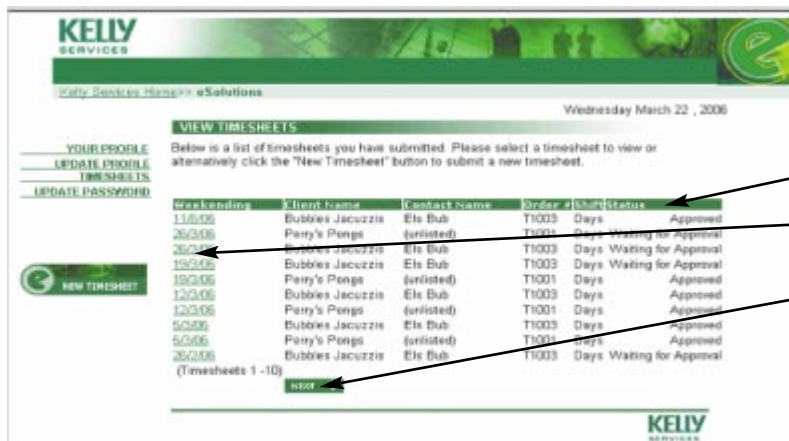 KELLY
SERVICES
Kelly Services Home>> eSolutions
Wednesday March 22 , 2006
VIEW TIMESHEETS
Below is a list of timesheets you have submitted. Please select a timesheet to view or
alternatively click the "New Timesheet" button to submit a new timesheet.
YOUR PROFILE
UPDATE PROFILE
TIMESHEETS
UPDATE PASSWORD
NEW TIMESHEET
Weekending Client Name Contact Name Order # Shift Status
11/6/06 Bubbles Jacuzzis Els Bub T1003 Days Approved
26/3/06 Perry's Pongs (unlisted) T1001 Days Waiting for Approval
26/3/06 Bubbles Jacuzzis Els Bub T1003 Days Waiting for Approval
19/3/06 Bubbles Jacuzzis Els Bub T1003 Days Waiting for Approval
19/3/06 Perry's Pongs (unlisted) T1001 Days Approved
12/3/06 Bubbles Jacuzzis Els Bub T1003 Days Approved
12/3/06 Perry's Pongs (unlisted) T1001 Days Approved
5/3/06 Bubbles Jacuzzis Els Bub T1003 Days Approved
5/3/06 Perry's Pongs (unlisted) T1001 Days Approved
26/2/06 Bubbles Jacuzzis Els Bub T1003 Days Waiting for Approval
(Timesheets 1 -10)
NEXT
KELLY
SERVICES